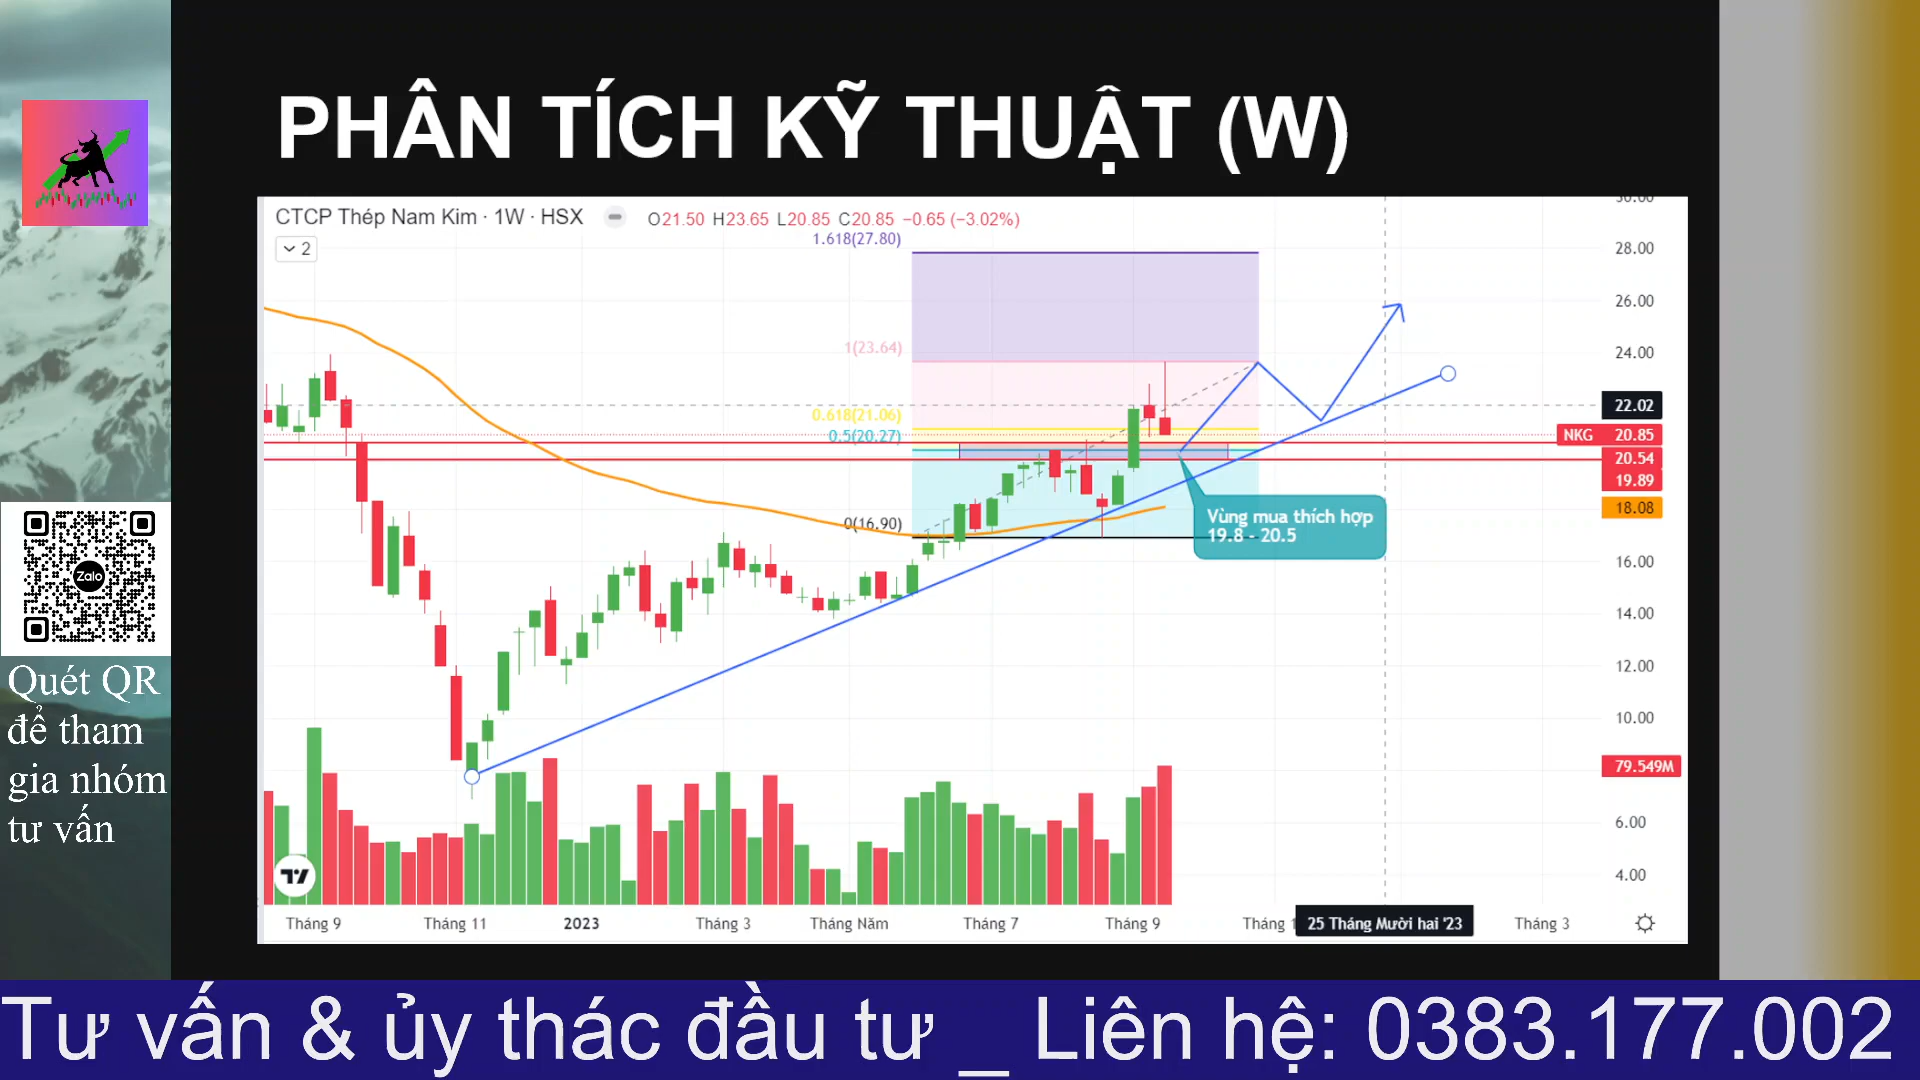 PHÂN TÍCH KỸ THUẬT (W)
CTCP Thép Nam Kim · 1W · HSX O21.50 H23.65 L20.85 C20.85 −0.65 (−3.02%)
2
1.618(27.80)
1(23.64)
0.618(21.06)
0.5(20.27)
0(16.90)
Vùng mua thích hợp
19.8 - 20.5
30.00
28.00
26.00
24.00
22.02
NKG 20.85
20.54
19.89
18.08
16.00
14.00
12.00
10.00
79.549M
6.00
4.00
Tháng 9 Tháng 11 2023 Tháng 3 Tháng Năm Tháng 7 Tháng 9 Tháng 1 25 Tháng Mười hai '23 Tháng 3
Zalo
Quét QR
để tham
gia nhóm
tư vấn
Tư vấn & ủy thác đầu tư _ Liên hệ: 0383.177.002